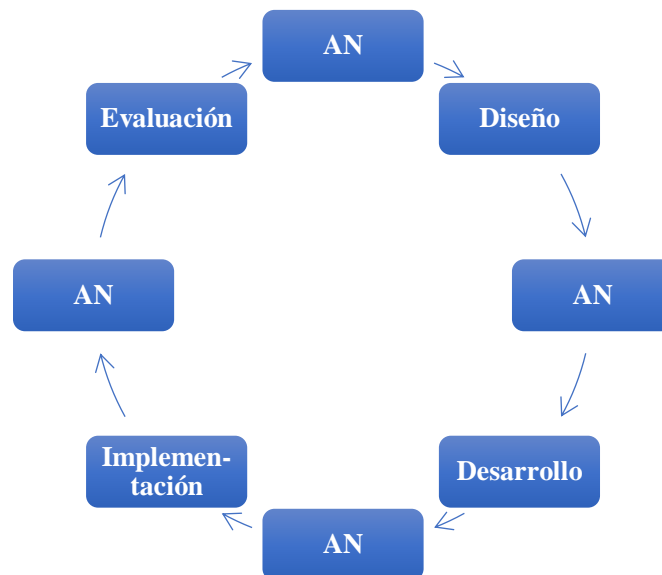 AN
Diseño
AN
Desarrollo
AN
Implemen-
tación
AN
Evaluación